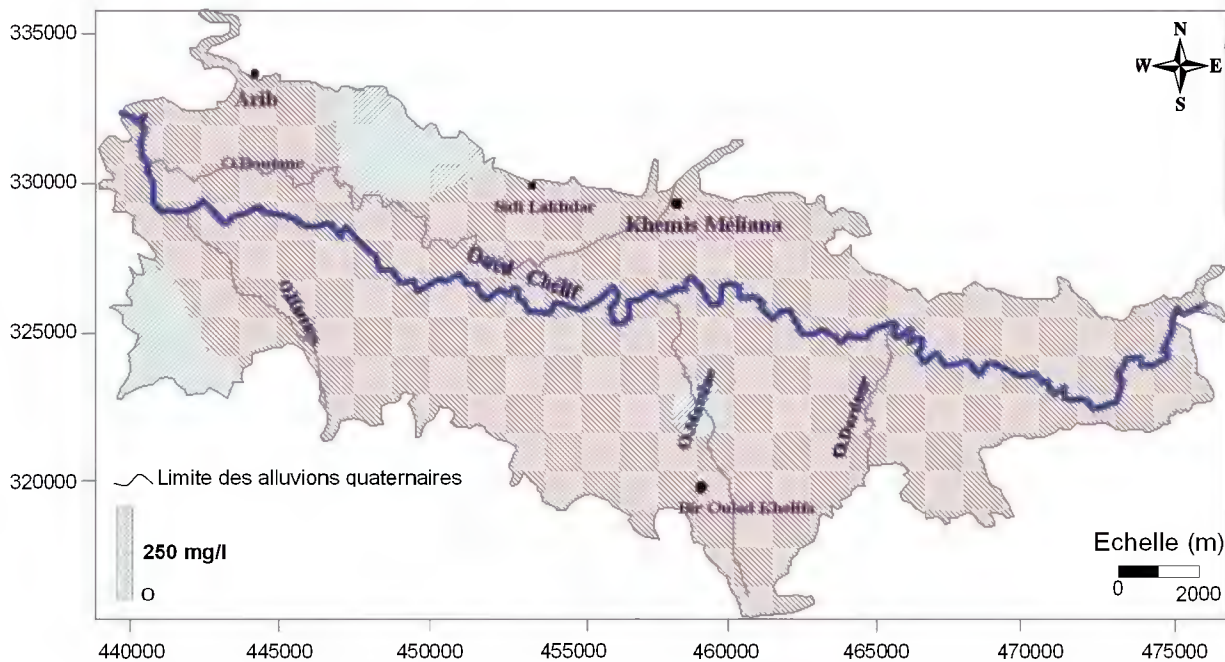 335000
330000
325000
320000
N
W E
S
Arib
O.Boutane
Sidi Lakhdar
Khemis Méliana
Oued Chélif
Bir Ouled Khelifa
Limite des alluvions quaternaires
250 mg/l
O
Echelle (m)
0 2000
440000 445000 450000 455000 460000 465000 470000 475000